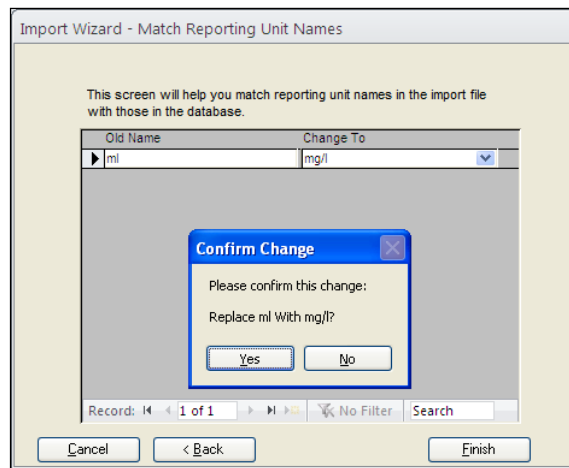 Import Wizard - Match Reporting Unit Names
This screen will help you match reporting unit names in the import file
with those in the database.
Old Name Change To
ml mg/l
Confirm Change
Please confirm this change:
Replace ml With mg/l?
Yes No
Record: 1 of 1 No Filter Search
Cancel < Back Finish